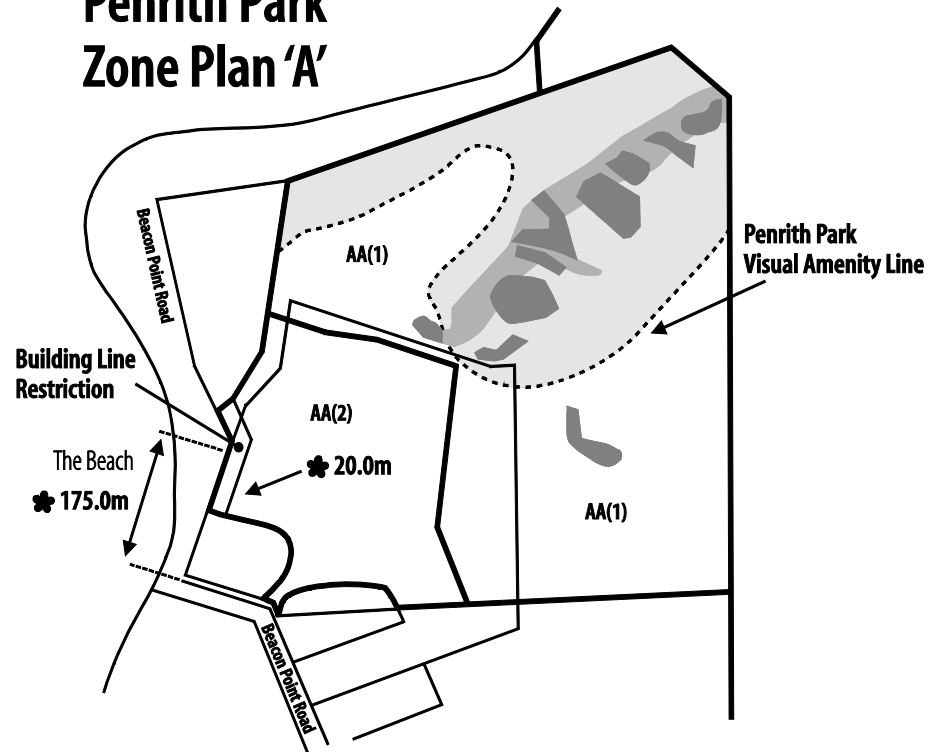 Penrith Park
Zone Plan ‘A’
Beacon Point Road
AA(1)
Penrith Park
Visual Amenity Line
Building Line
Restriction
AA(2)
The Beach
20.0m
175.0m
AA(1)
Beacon Point Road